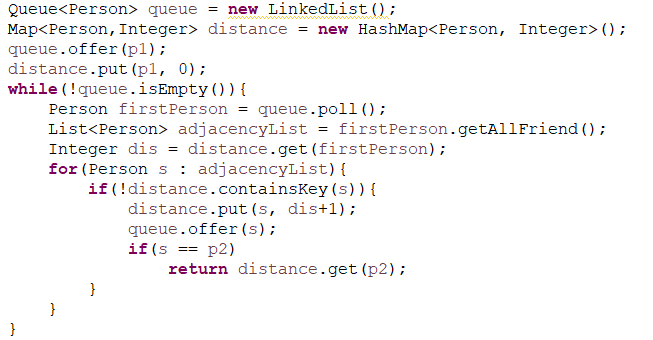 Queue<Person> queue = new LinkedList();
Map<Person,Integer> distance = new HashMap<Person, Integer>();
queue.offer(p1);
distance.put(p1, 0);
while(!queue.isEmpty()){
    Person firstPerson = queue.poll();
    List<Person> adjacencyList = firstPerson.getAllFriend();
    Integer dis = distance.get(firstPerson);
    for(Person s : adjacencyList){
        if(!distance.containsKey(s)){
            distance.put(s, dis+1);
            queue.offer(s);
            if(s == p2)
                return distance.get(p2);
        }
    }
}